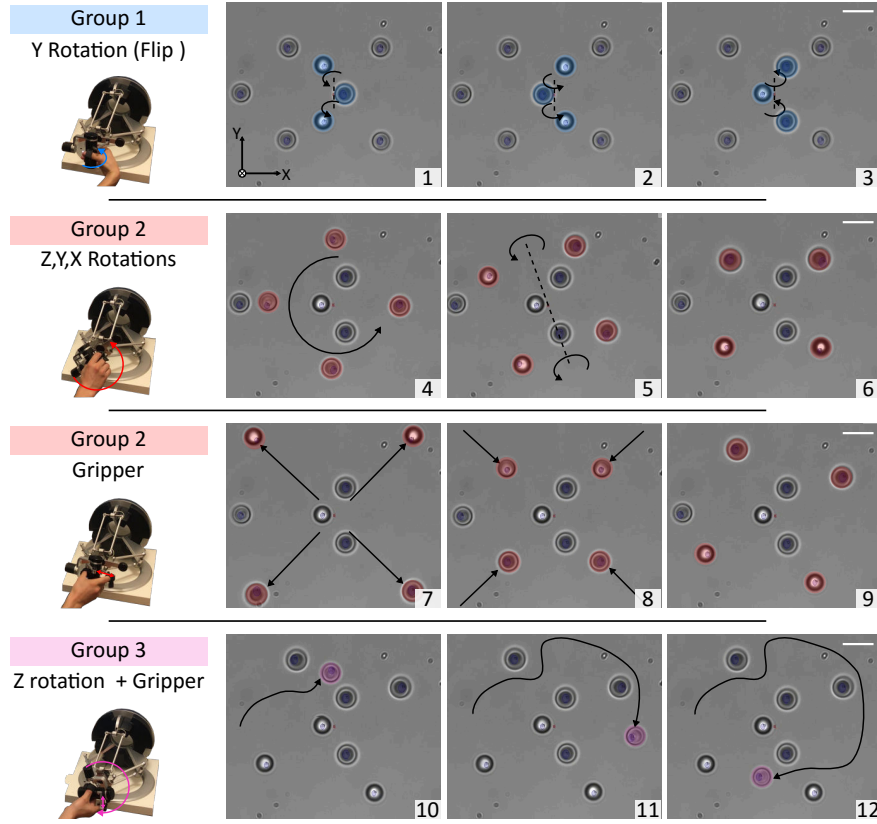 Group 1
Y Rotation (Flip )
Y
X
1
2
3
Group 2
Z,Y,X Rotations
4
5
6
Group 2
Gripper
7
8
9
Group 3
Z rotation + Gripper
10
11
12